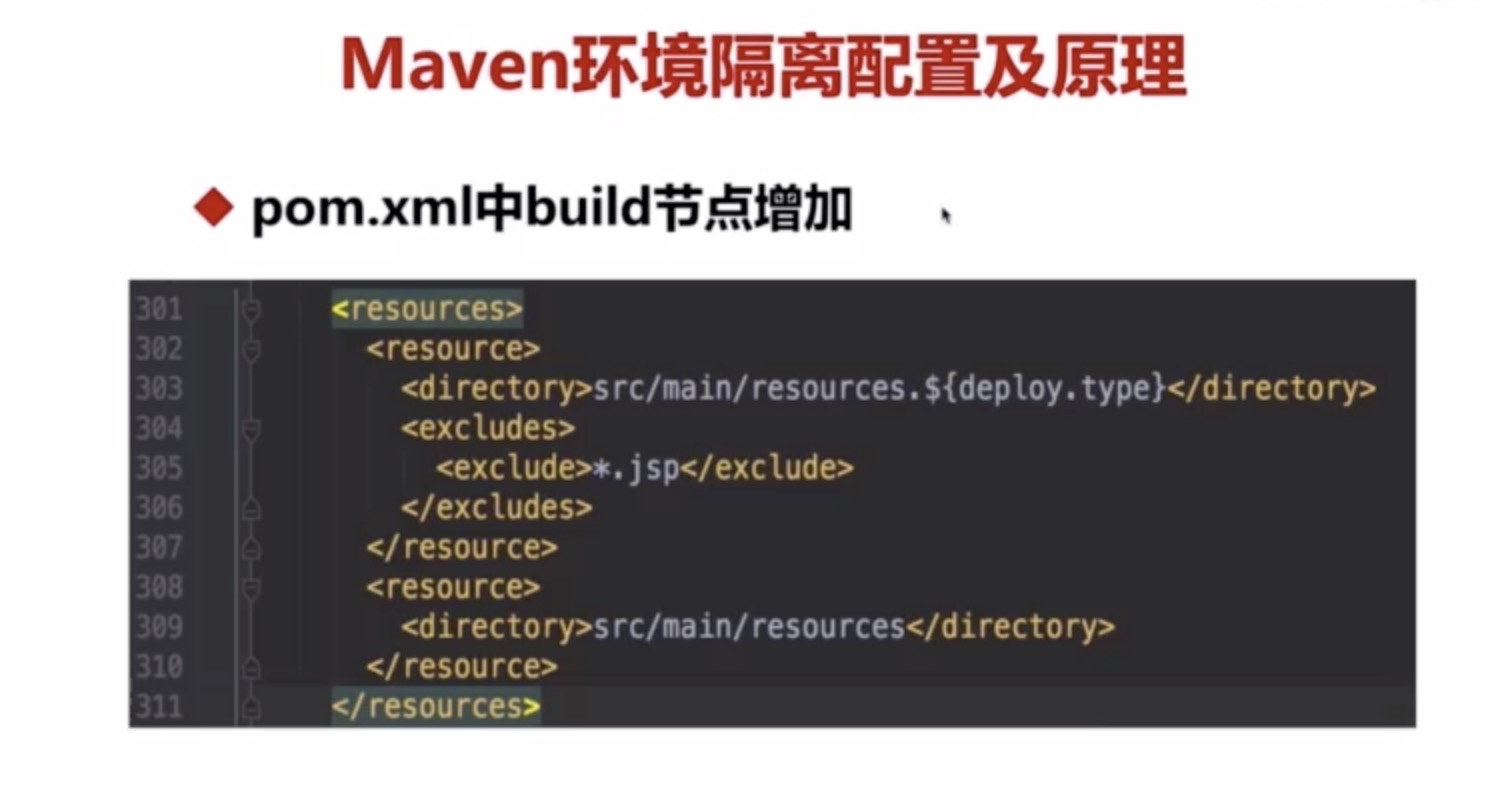 Maven环境隔离配置及原理
pom.xml中build节点增加
301 <resources>
302 <resource>
303 <directory>src/main/resources.${deploy.type}</directory>
304 <excludes>
305 <exclude>*.jsp</exclude>
306 </excludes>
307 </resource>
308 <resource>
309 <directory>src/main/resources</directory>
310 </resource>
311 </resources>